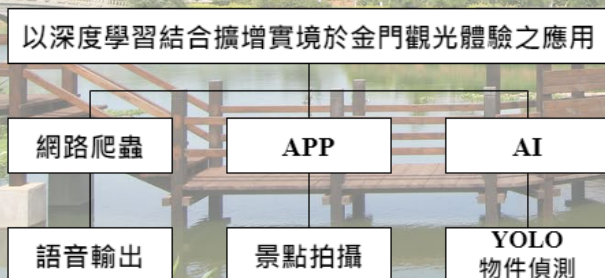 以深度學習結合擴增實境於金門觀光體驗之應用
網路爬蟲
APP
AI
語音輸出
景點拍攝
YOLO
物件偵測